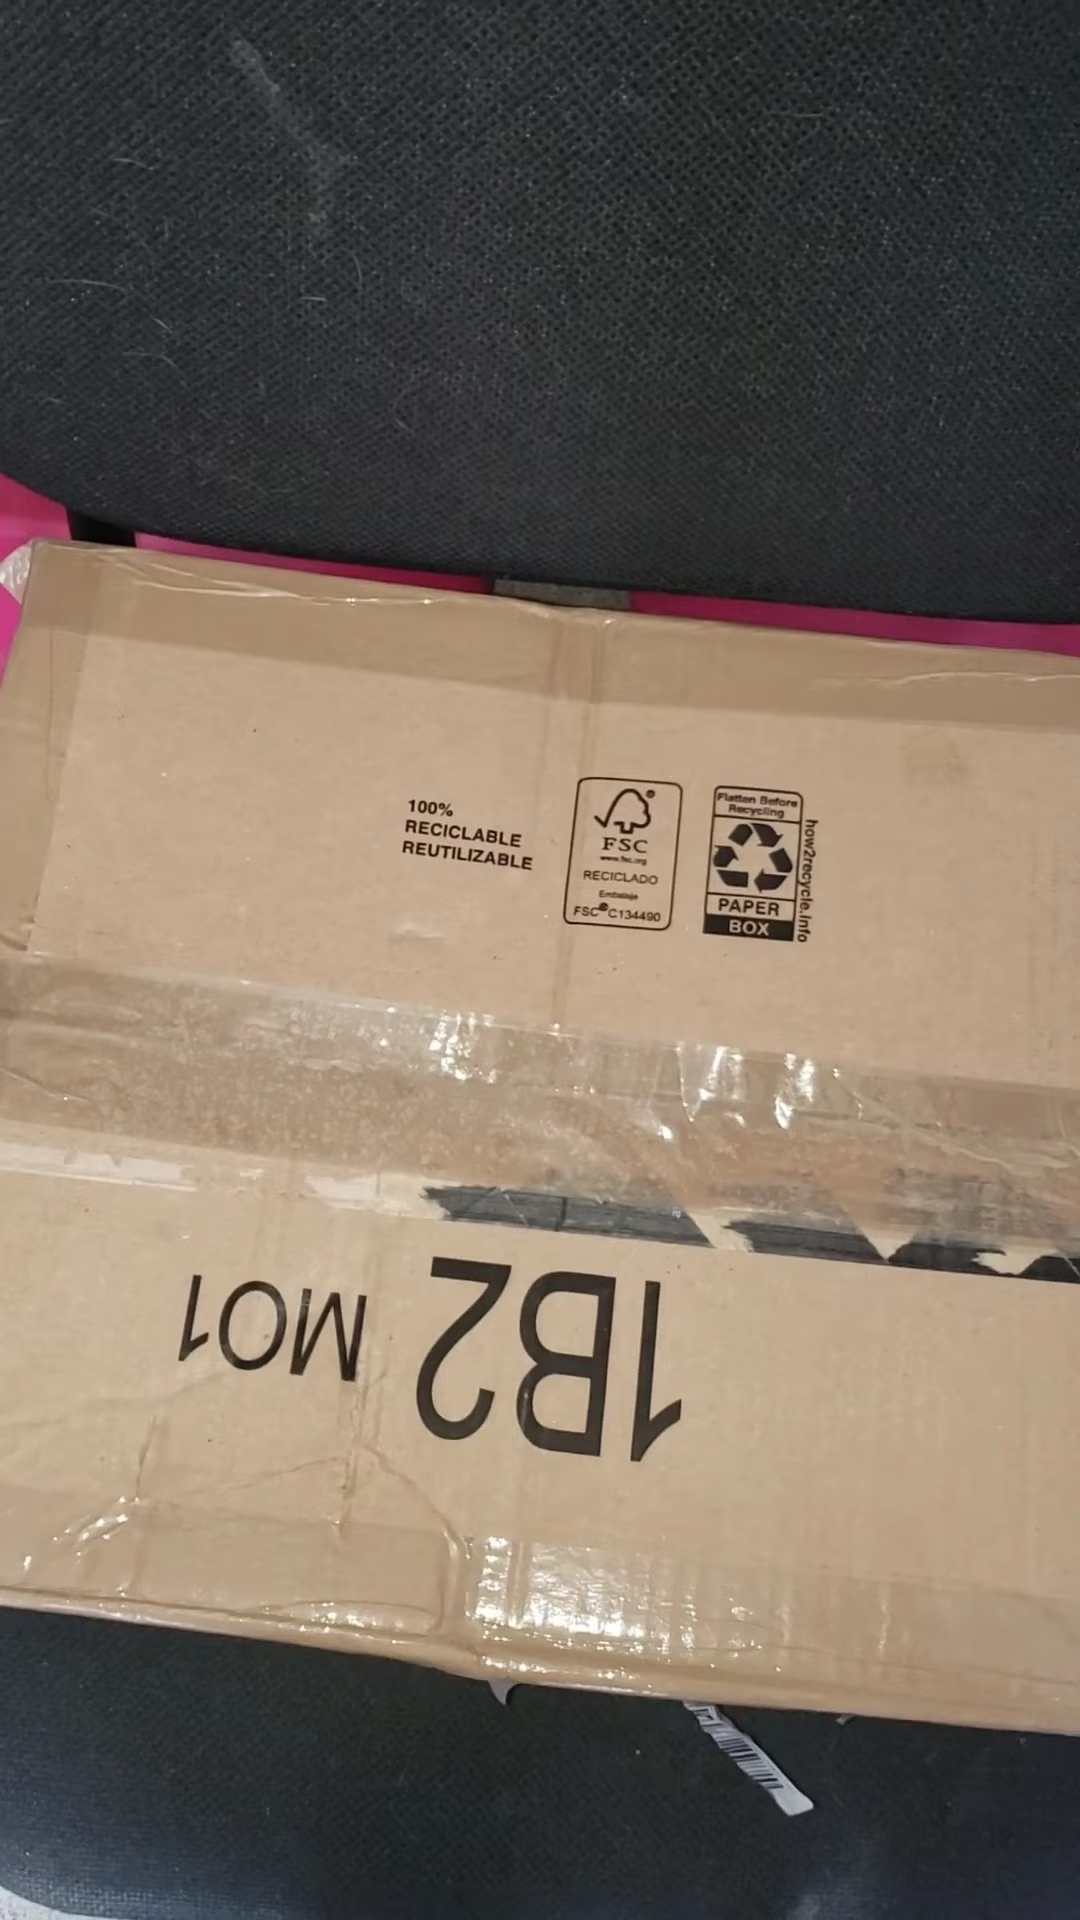 100%
RECICLABLE
REUTILIZABLE
FSC
www.fsc.org
RECICLADO
Embalaje
FSC® C134490
Flatten Before
Recycling
PAPER
BOX
how2recycle.info
1B2 M01